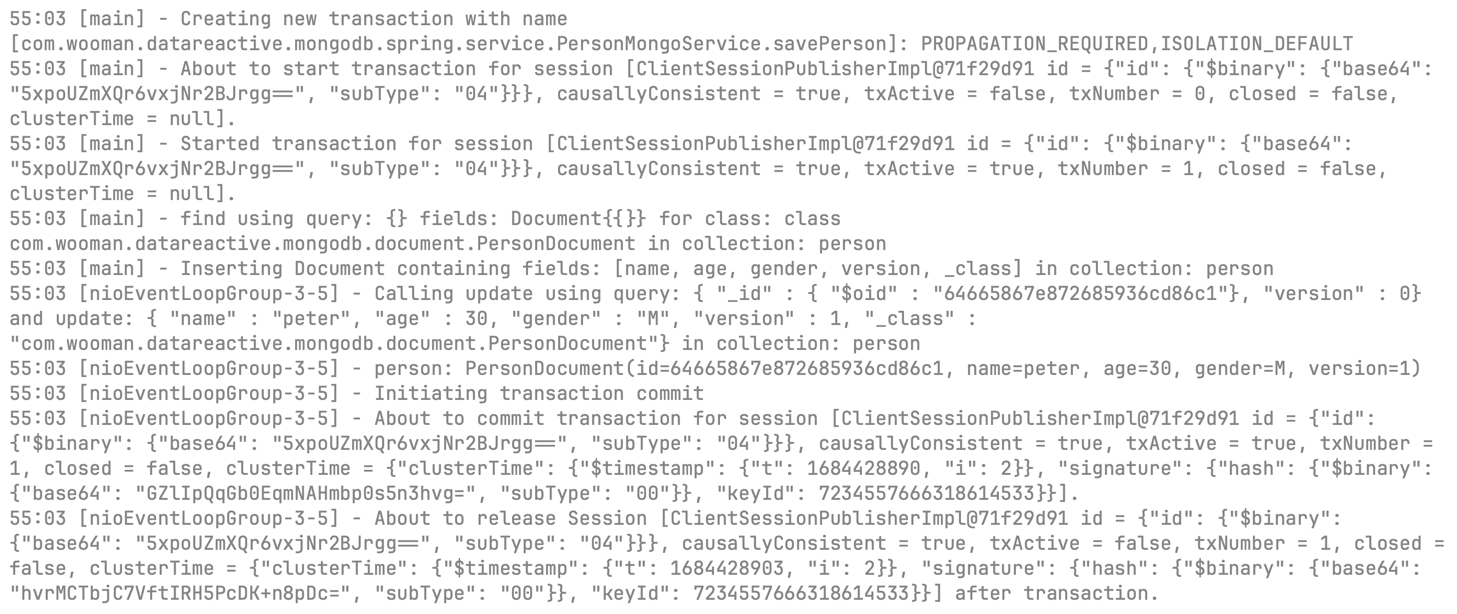 55:03 [main] - Creating new transaction with name
[com.wooman.datareactive.mongodb.spring.service.PersonMongoService.savePerson]: PROPAGATION_REQUIRED,ISOLATION_DEFAULT
55:03 [main] - About to start transaction for session [ClientSessionPublisherImpl@71f29d91 id = {"id": {"$binary": {"base64":
"5xpoUZmXQr6vxjNr2BJrgg==", "subType": "04"}}}, causallyConsistent = true, txActive = false, txNumber = 0, closed = false,
clusterTime = null].
55:03 [main] - Started transaction for session [ClientSessionPublisherImpl@71f29d91 id = {"id": {"$binary": {"base64":
"5xpoUZmXQr6vxjNr2BJrgg==", "subType": "04"}}}, causallyConsistent = true, txActive = true, txNumber = 1, closed = false,
clusterTime = null].
55:03 [main] - find using query: {} fields: Document{{}} for class: class
com.wooman.datareactive.mongodb.document.PersonDocument in collection: person
55:03 [main] - Inserting Document containing fields: [name, age, gender, version, _class] in collection: person
55:03 [nioEventLoopGroup-3-5] - Calling update using query: { "_id" : { "$oid" : "64665867e872685936cd86c1"}, "version" : 0}
and update: { "name" : "peter", "age" : 30, "gender" : "M", "version" : 1, "_class" :
"com.wooman.datareactive.mongodb.document.PersonDocument"} in collection: person
55:03 [nioEventLoopGroup-3-5] - person: PersonDocument(id=64665867e872685936cd86c1, name=peter, age=30, gender=M, version=1)
55:03 [nioEventLoopGroup-3-5] - Initiating transaction commit
55:03 [nioEventLoopGroup-3-5] - About to commit transaction for session [ClientSessionPublisherImpl@71f29d91 id = {"id":
{"$binary": {"base64": "5xpoUZmXQr6vxjNr2BJrgg==", "subType": "04"}}}, causallyConsistent = true, txActive = true, txNumber =
1, closed = false, clusterTime = {"clusterTime": {"$timestamp": {"t": 1684428890, "i": 2}}, "signature": {"hash": {"$binary":
{"base64": "GZlIpQqGb0EqmNAHmbp0s5n3hvg=", "subType": "00"}}, "keyId": 7234557666318614533}}].
55:03 [nioEventLoopGroup-3-5] - About to release Session [ClientSessionPublisherImpl@71f29d91 id = {"id": {"$binary":
{"base64": "5xpoUZmXQr6vxjNr2BJrgg==", "subType": "04"}}}, causallyConsistent = true, txActive = false, txNumber = 1, closed =
false, clusterTime = {"clusterTime": {"$timestamp": {"t": 1684428903, "i": 2}}, "signature": {"hash": {"$binary": {"base64":
"hvrMCTbjC7VftIRH5PcDK+n8pDc=", "subType": "00"}}, "keyId": 7234557666318614533}}] after transaction.